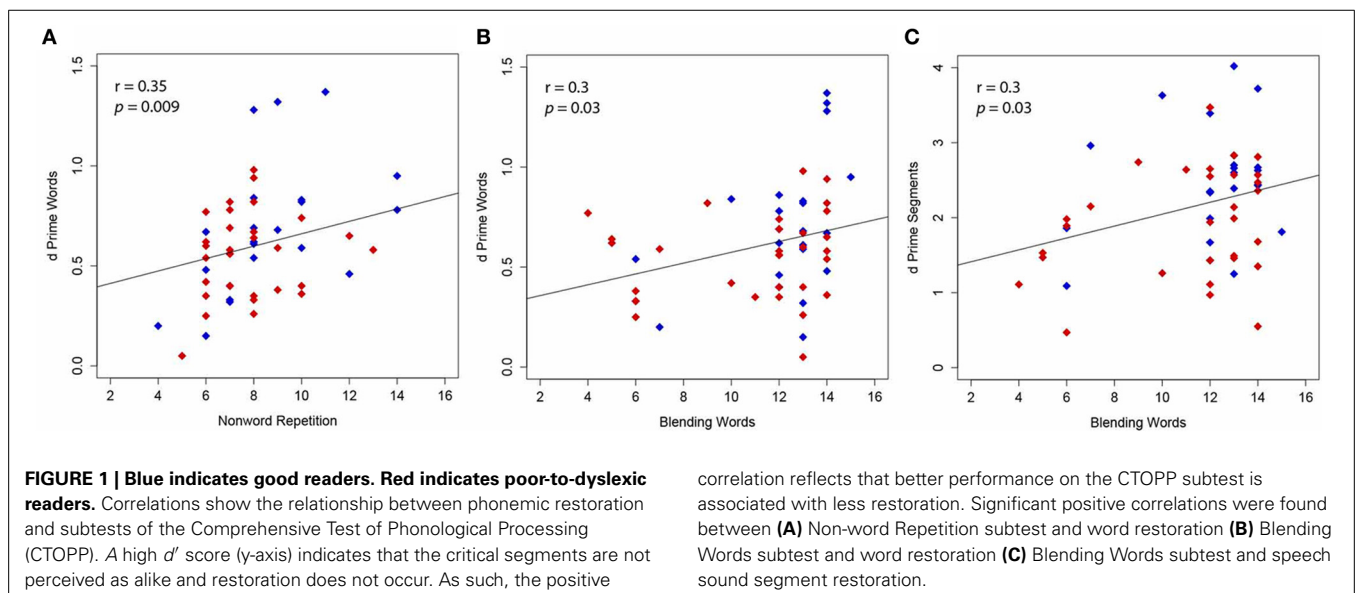 A
B
C
r = 0.35
p = 0.009
r = 0.3
p = 0.03
r = 0.3
p = 0.03
d Prime Words
0.0 0.5 1.0 1.5
2 4 6 8 10 12 14 16
Nonword Repetition
d Prime Words
0.0 0.5 1.0 1.5
2 4 6 8 10 12 14 16
Blending Words
d Prime Segments
0 1 2 3 4
2 4 6 8 10 12 14 16
Blending Words
FIGURE 1 | Blue indicates good readers. Red indicates poor-to-dyslexic
readers. Correlations show the relationship between phonemic restoration
and subtests of the Comprehensive Test of Phonological Processing
(CTOPP). A high d′ score (y-axis) indicates that the critical segments are not
perceived as alike and restoration does not occur. As such, the positive
correlation reflects that better performance on the CTOPP subtest is
associated with less restoration. Significant positive correlations were found
between (A) Non-word Repetition subtest and word restoration (B) Blending
Words subtest and word restoration (C) Blending Words subtest and speech
sound segment restoration.